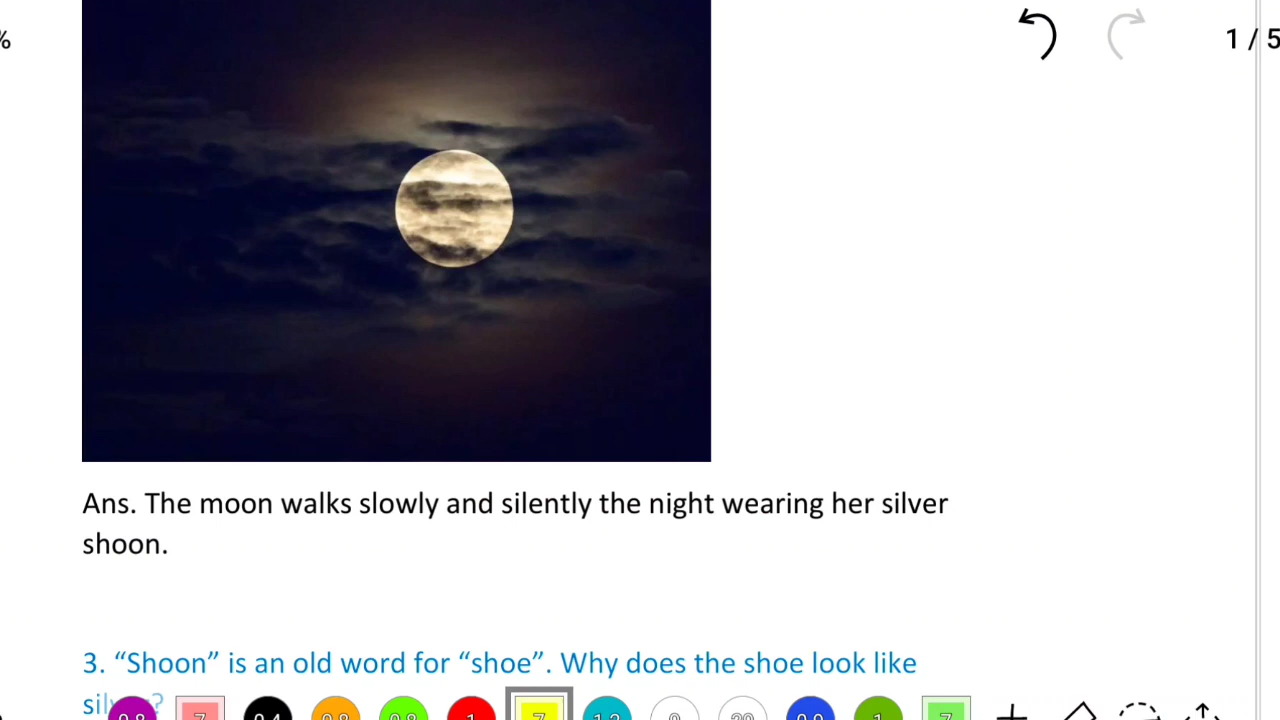 %
1 / 5
Ans. The moon walks slowly and silently the night wearing her silver
shoon.
3. “Shoon” is an old word for “shoe”. Why does the shoe look like